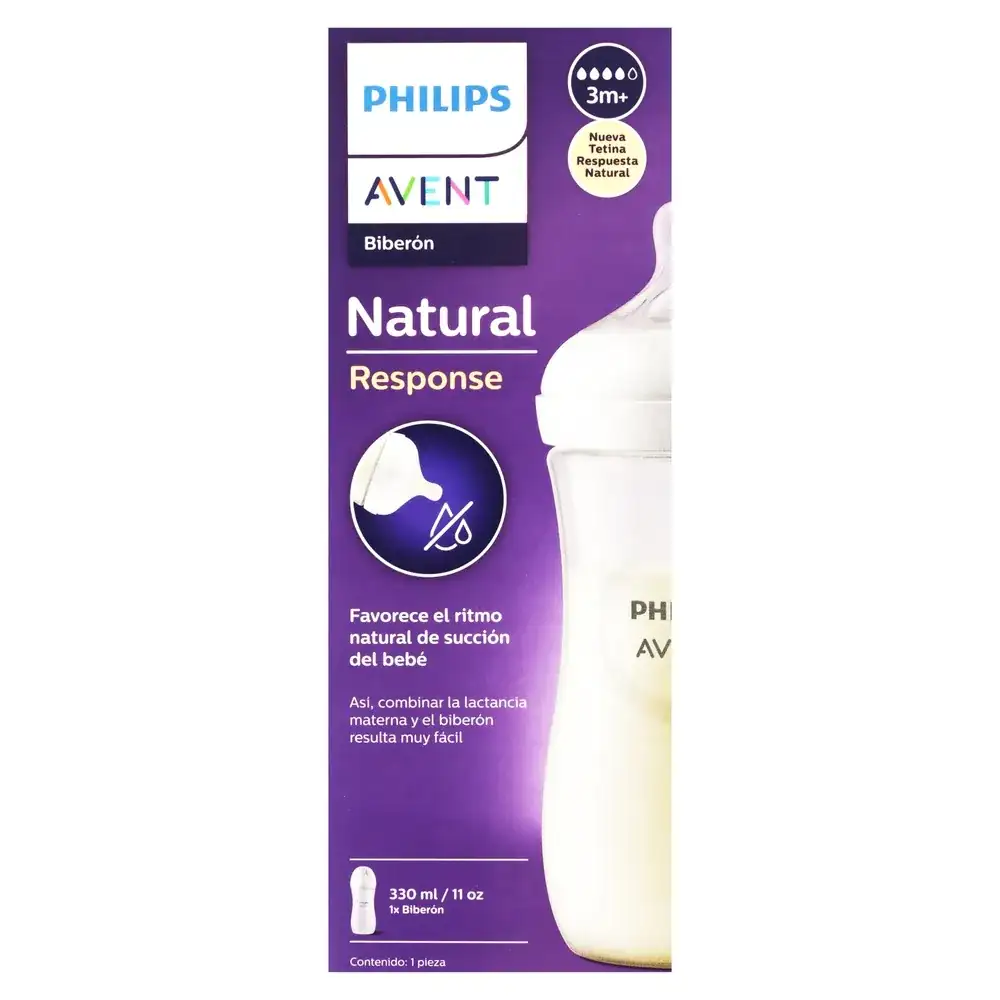 PHILIPS
AVENT
Biberón
3m+
Nueva
Tetina
Respuesta
Natural
Natural
Response
Favorece el ritmo
natural de succión
del bebé
Asi, combinar la lactancia
materna y el biberón
resulta muy fácil
PHI
AV
330 ml / 11 oz
1x Biberón
Contenido: 1 pieza